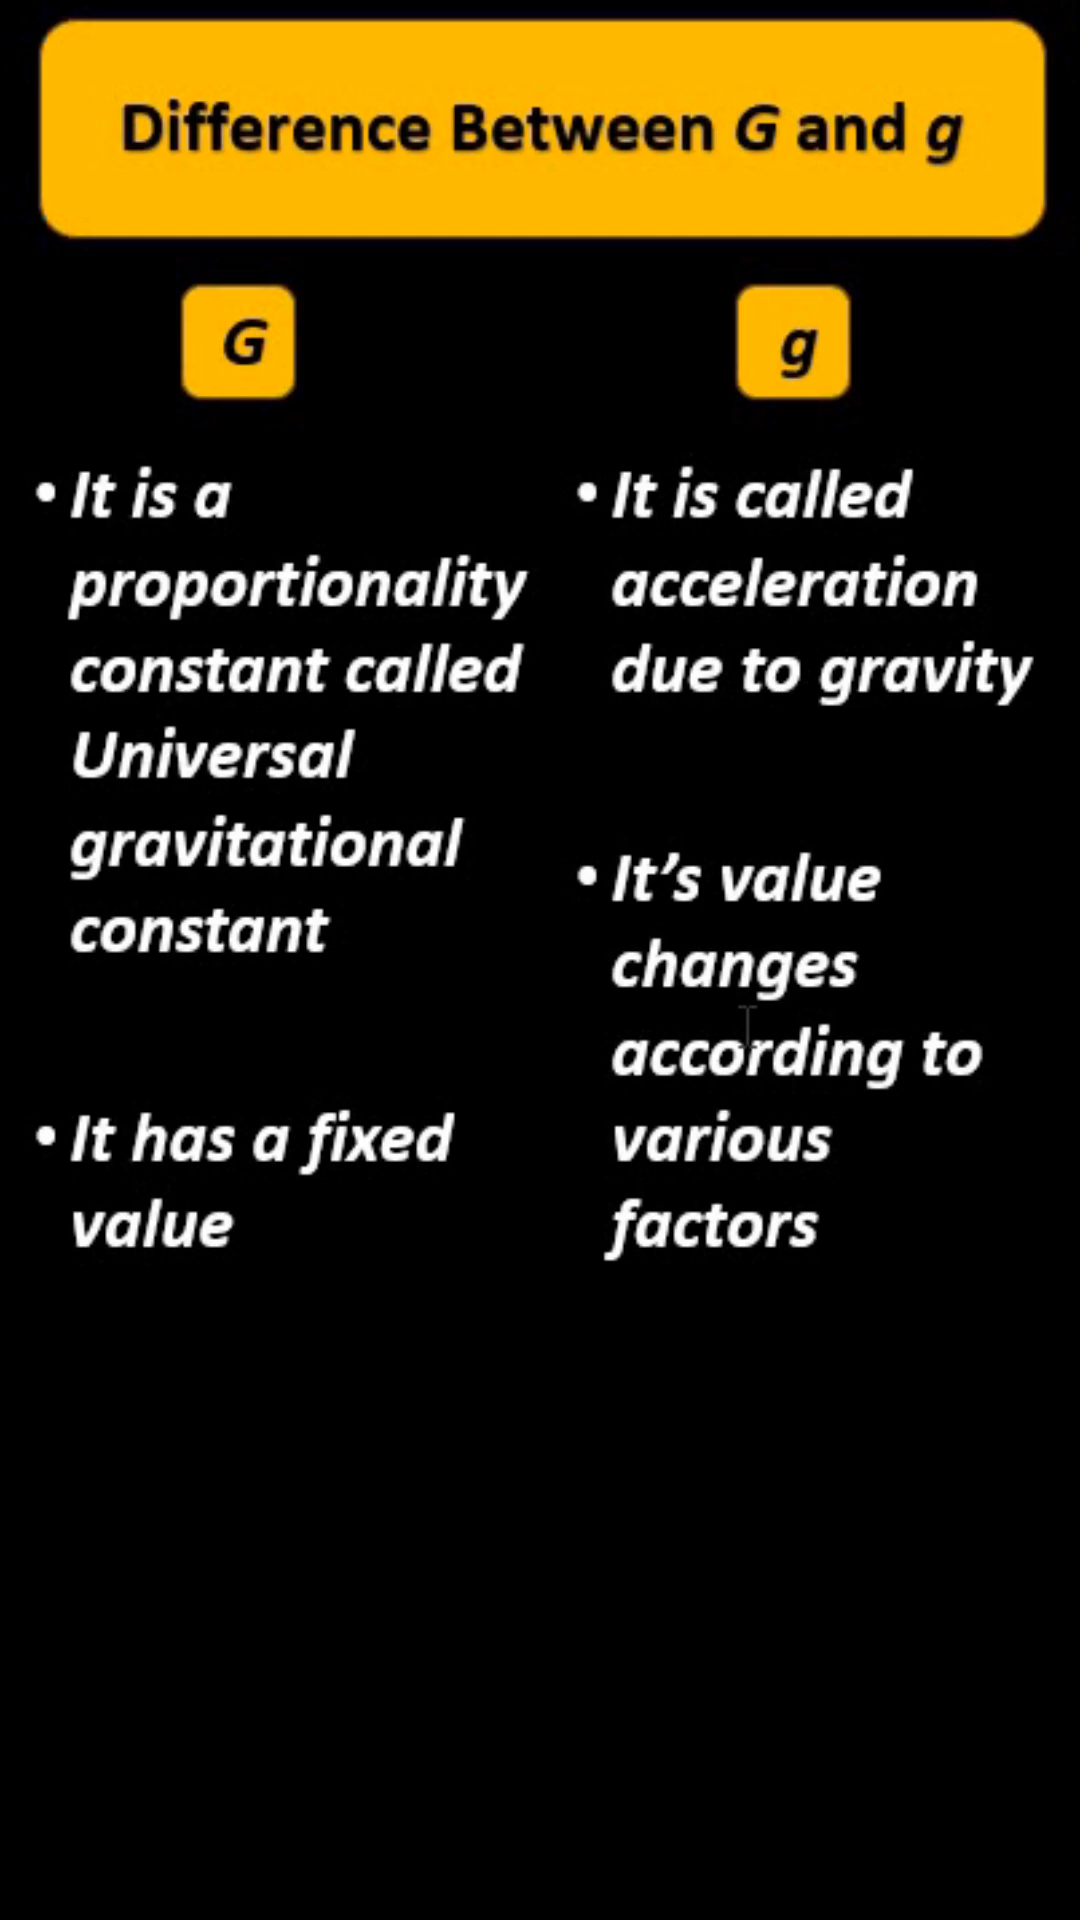 Difference Between G and g
G
• It is a
proportionality
constant called
Universal
gravitational
constant
• It has a fixed
value
g
• It is called
acceleration
due to gravity
• It’s value
changes
according to
various
factors